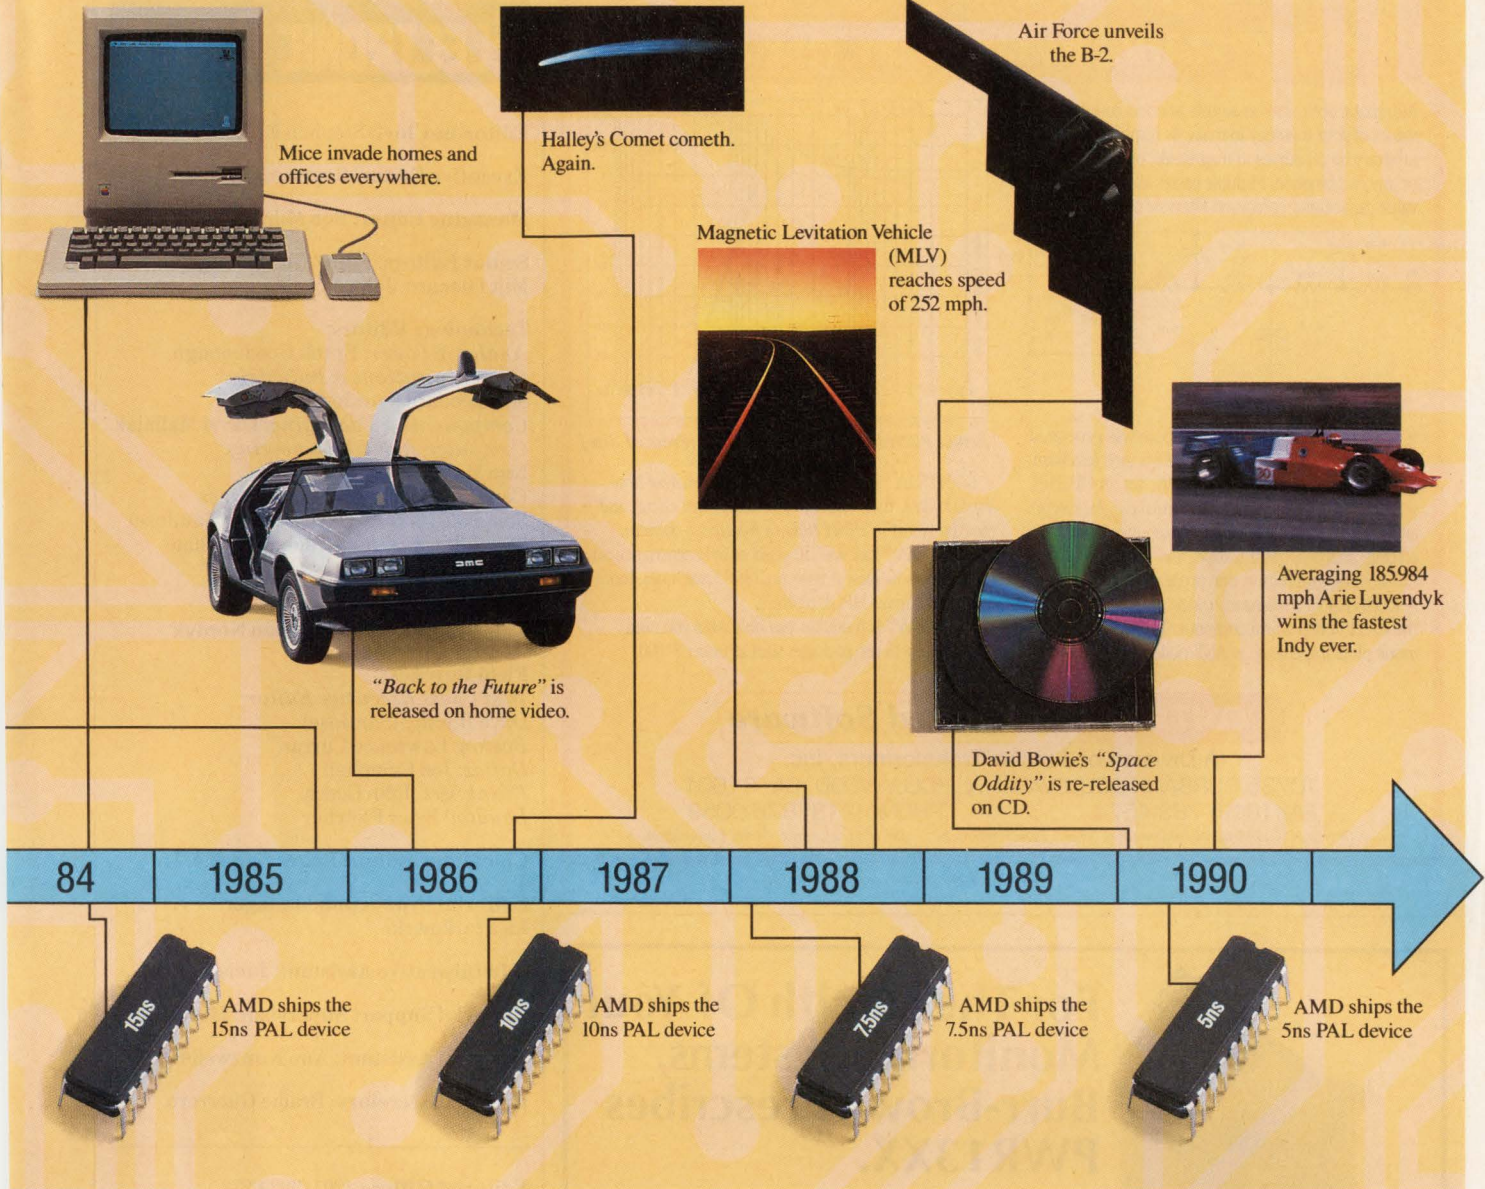 Air Force unveils
the B-2.
Halley's Comet cometh.
Again.
Mice invade homes and
offices everywhere.
Magnetic Levitation Vehicle
(MLV)
reaches speed
of 252 mph.
DMC
Averaging 185.984
mph Arie Luyendyk
wins the fastest
Indy ever.
"Back to the Future" is
released on home video.
David Bowie's "Space
Oddity" is re-released
on CD.
84 1985 1986 1987 1988 1989 1990
15ns
AMD ships the
15ns PAL device
10ns
AMD ships the
10ns PAL device
7.5ns
AMD ships the
7.5ns PAL device
5ns
AMD ships the
5ns PAL device